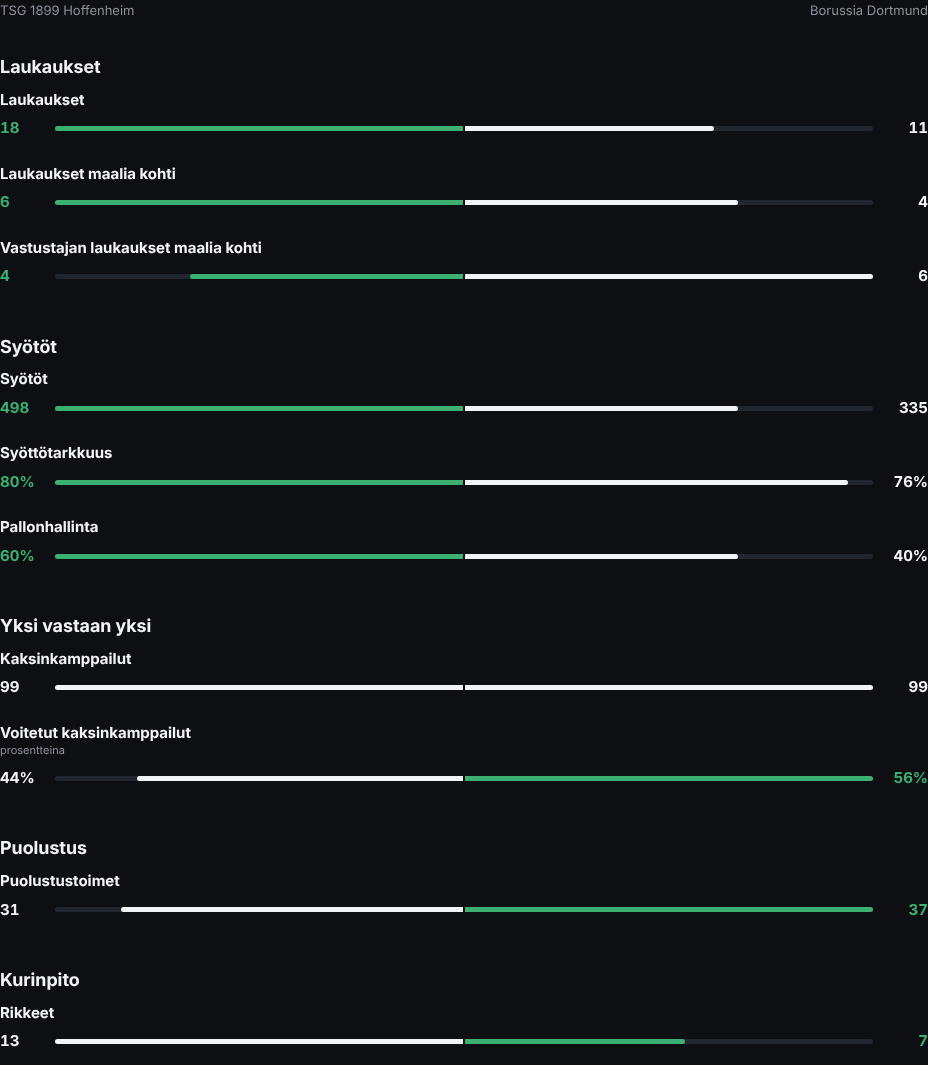 TSG 1899 Hoffenheim Borussia Dortmund
Laukaukset
Laukaukset
18 11
Laukaukset maalia kohti
6 4
Vastustajan laukaukset maalia kohti
4 6
Syötöt
Syötöt
498 335
Syöttötarkkuus
80% 76%
Pallonhallinta
60% 40%
Yksi vastaan yksi
Kaksinkamppailut
99 99
Voitetut kaksinkamppailut
prosentteina
44% 56%
Puolustus
Puolustustoimet
31 37
Kurinpito
Rikkeet
13 7